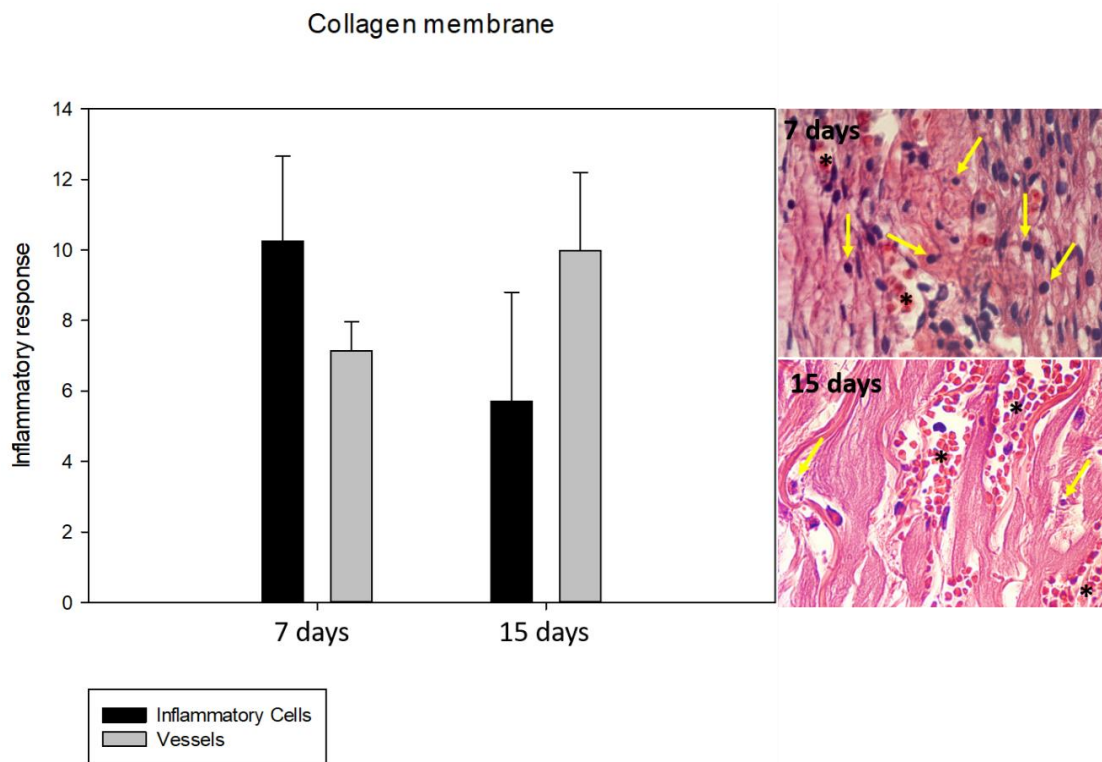 Collagen membrane
Inflammatory response
14
12
10
8
6
4
2
0
7 days
15 days
Inflammatory Cells
Vessels
7 days
*
*
15 days
*
*
*